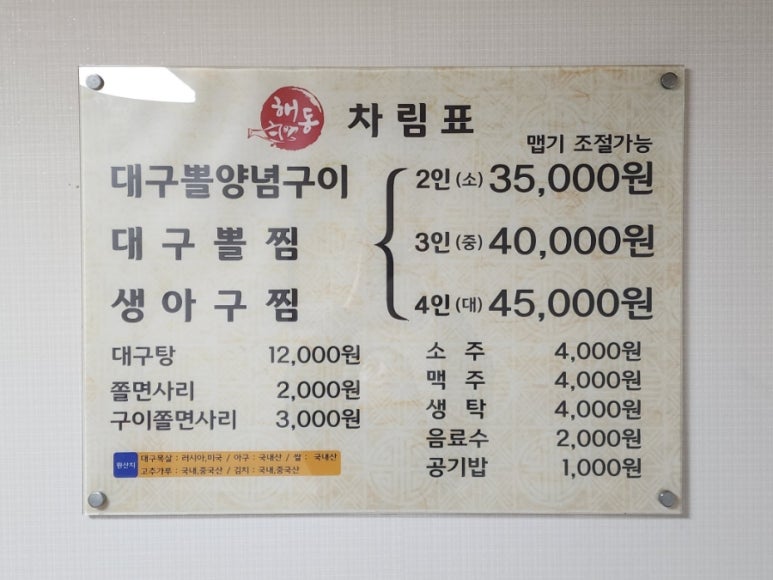 해동 차림표
맵기 조절가능
대구뽈양념구이
대구뽈찜
생아구찜
2인 (소) 35,000원
3인 (중) 40,000원
4인 (대) 45,000원
대구탕 12,000원
쫄면사리 2,000원
구이쫄면사리 3,000원
소주 4,000원
맥주 4,000원
생탁 4,000원
음료수 2,000원
공기밥 1,000원
원산지
대구목살 : 러시아,미국 / 아구 : 국내산 / 쌀 : 국내산
고추가루 : 국내,중국산 / 김치 : 국내,중국산